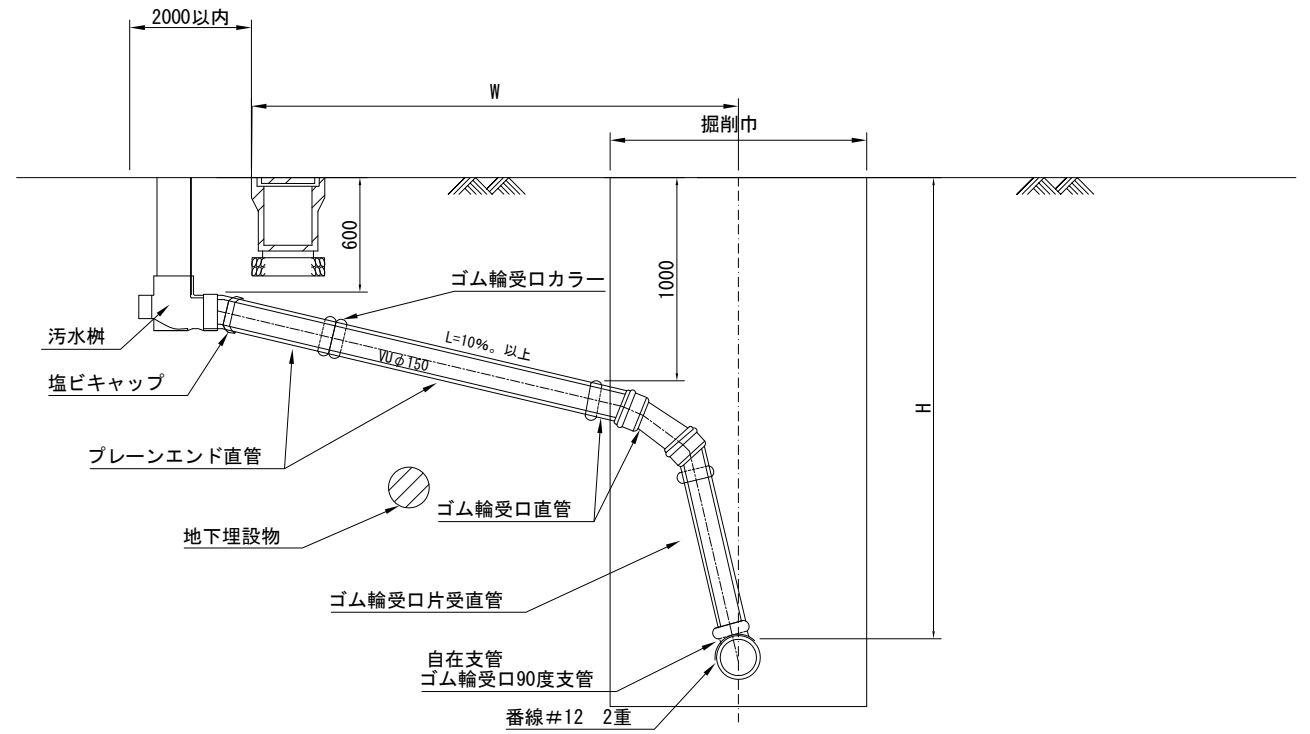 2000以内
W
掘削巾
600
1000
H
ゴム輪受口カラー
L=10%。以上
VUφ150
汚水桝
塩ビキャップ
プレーンエンド直管
ゴム輪受口直管
地下埋設物
ゴム輪受口片受直管
自在支管
ゴム輪受口90度支管
番線＃12　2重